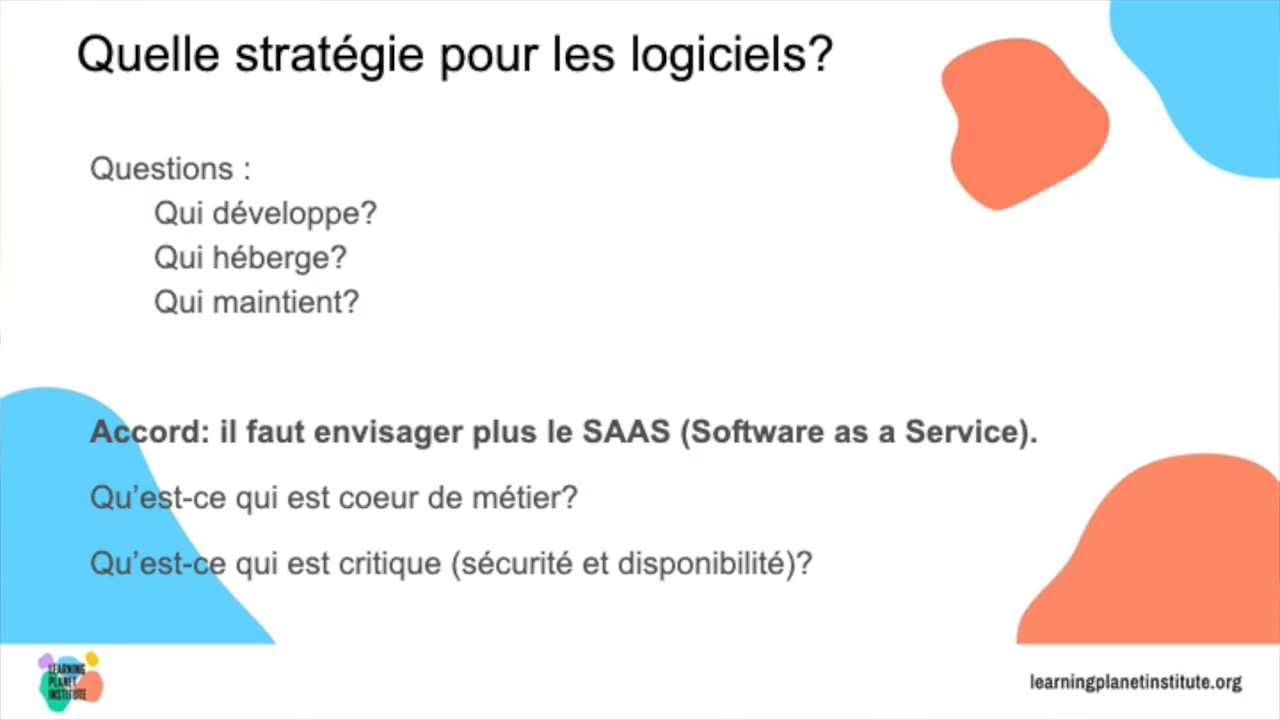 Quelle stratégie pour les logiciels?
Questions :
Qui développe?
Qui héberge?
Qui maintient?
Accord: il faut envisager plus le SAAS (Software as a Service).
Qu’est-ce qui est coeur de métier?
Qu’est-ce qui est critique (sécurité et disponibilité)?
LEARNING
PLANET
INSTITUTE
learningplanetinstitute.org